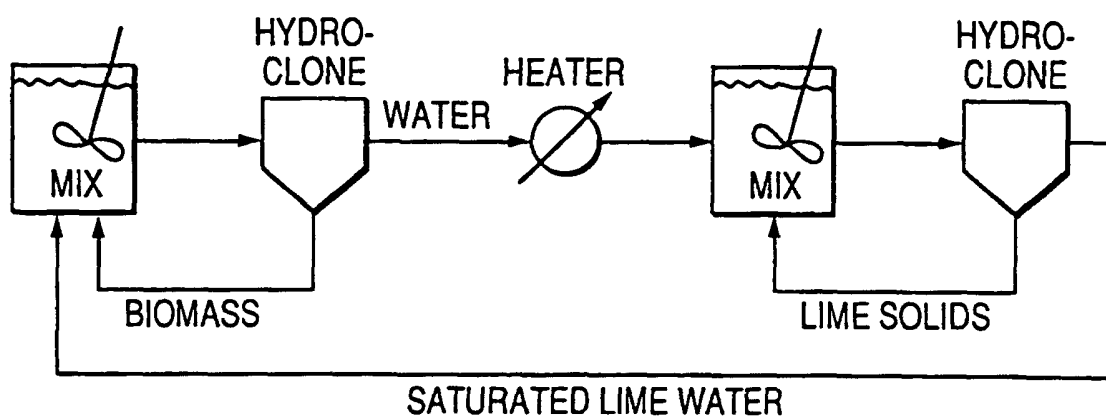 HYDRO-
CLONE
HEATER
HYDRO-
CLONE
WATER
MIX
MIX
BIOMASS
LIME SOLIDS
SATURATED LIME WATER